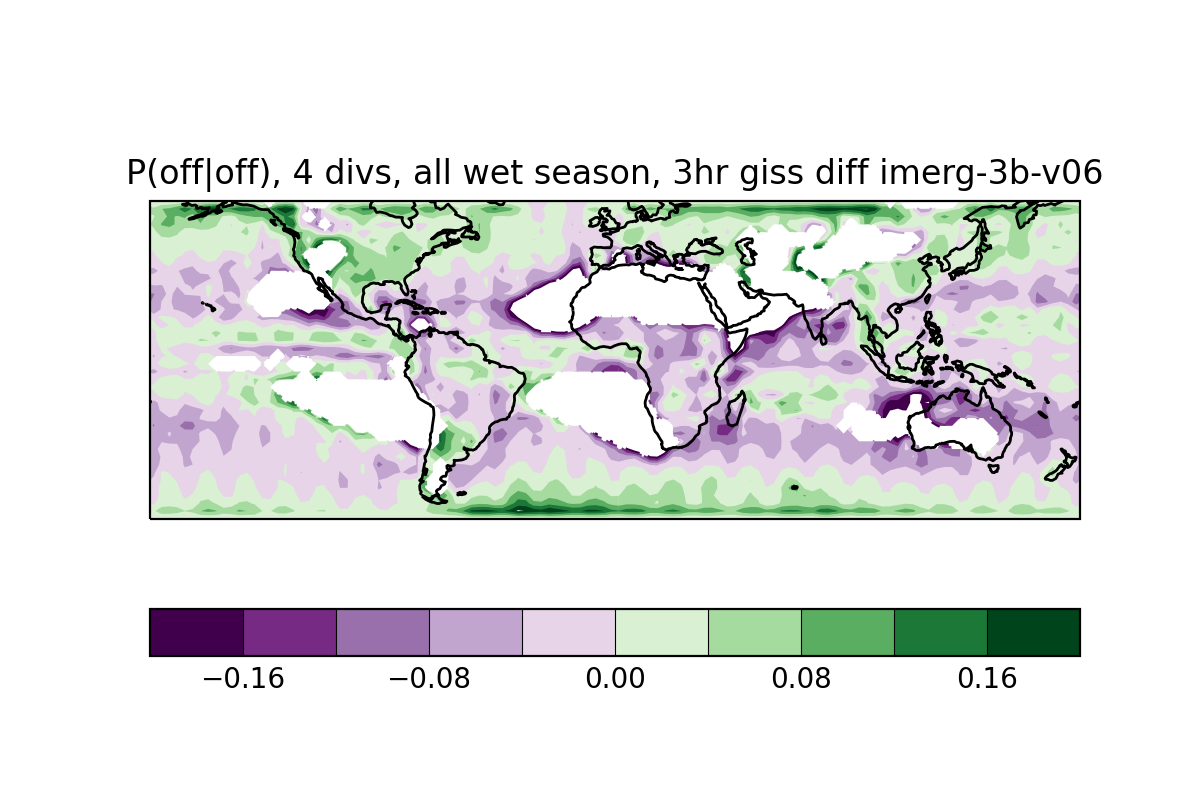 P(off|off), 4 divs, all wet season, 3hr giss diff imerg-3b-v06
−0.16 −0.08 0.00 0.08 0.16